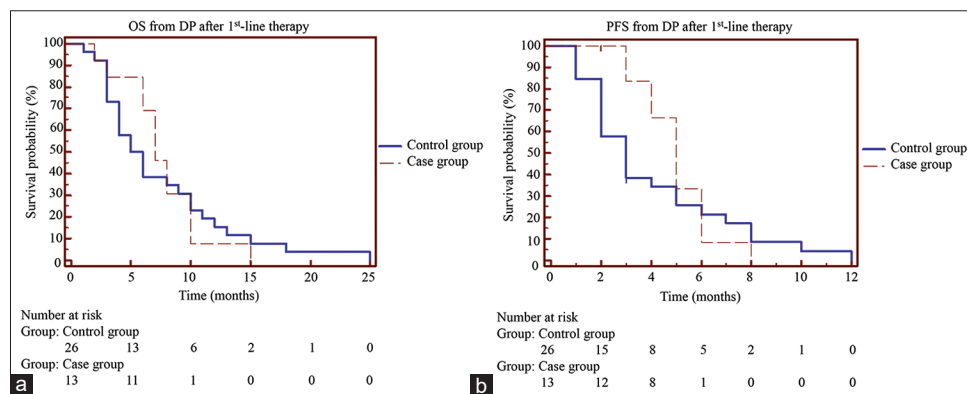 OS from DP after 1st-line therapy
100
90
80
70
60
50
40
30
20
10
0
Survival probability (%)
0 5 10 15 20 25
Time (months)
Control group
Case group
Number at risk
Group: Control group
26 13 6 2 1 0
Group: Case group
13 11 1 0 0 0
a
PFS from DP after 1st-line therapy
100
90
80
70
60
50
40
30
20
10
0
Survival probability (%)
0 2 4 6 8 10 12
Time (months)
Control group
Case group
Number at risk
Group: Control group
26 15 8 5 2 1 0
Group: Case group
13 12 8 1 0 0 0
b